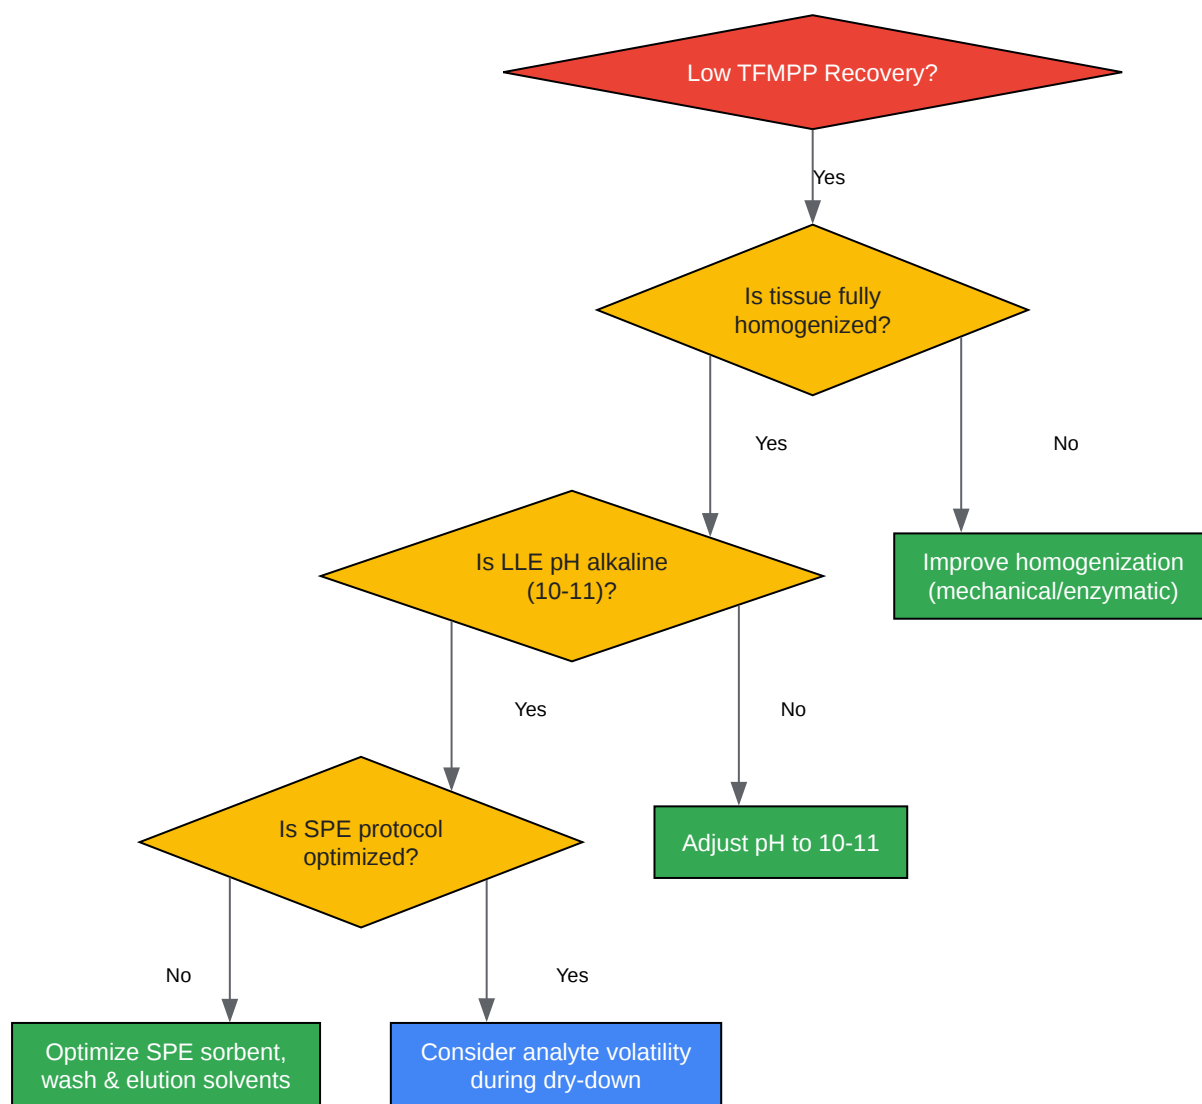 Low TFMPP Recovery?
Yes
Is tissue fully
homogenized?
Yes
No
Is LLE pH alkaline
(10-11)?
Improve homogenization
(mechanical/enzymatic)
Yes
No
Is SPE protocol
optimized?
Adjust pH to 10-11
No
Yes
Optimize SPE sorbent,
wash & elution solvents
Consider analyte volatility
during dry-down